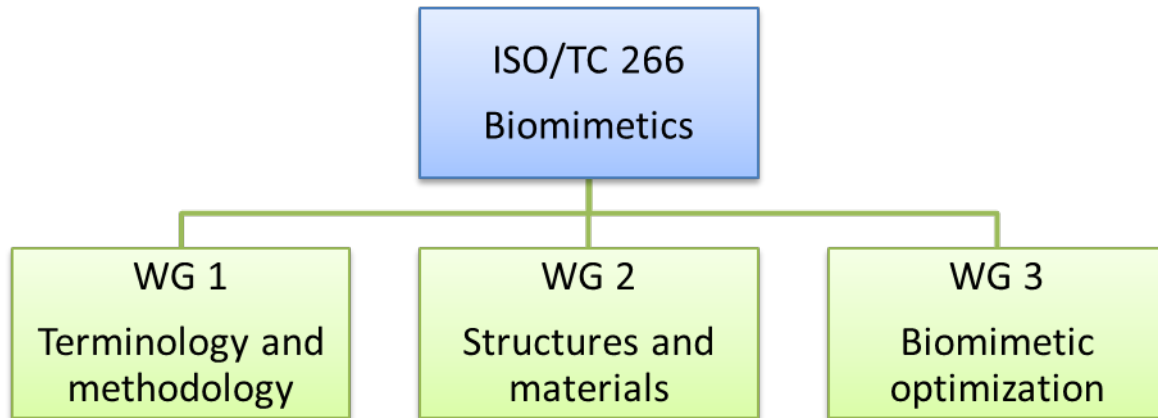 ISO/TC 266
Biomimetics
WG 1
Terminology and
methodology
WG 2
Structures and
materials
WG 3
Biomimetic
optimization